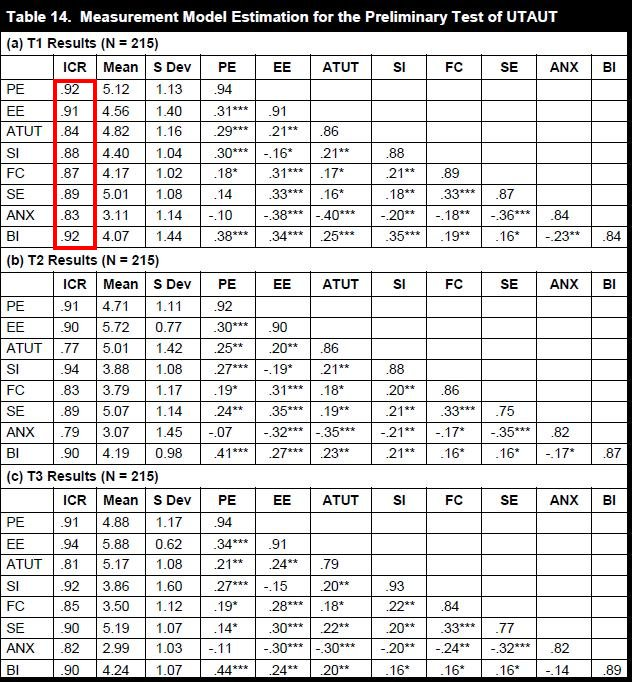 Table 14. Measurement Model Estimation for the Preliminary Test of UTAUT
(a) T1 Results (N = 215)
ICR Mean S Dev PE EE ATUT SI FC SE ANX BI
PE .92 5.12 1.13 .94
EE .91 4.56 1.40 .31*** .91
ATUT .84 4.82 1.16 .29*** .21** .86
SI .88 4.40 1.04 .30*** -.16* .21** .88
FC .87 4.17 1.02 .18* .31*** .17* .21** .89
SE .89 5.01 1.08 .14 .33*** .16* .18** .33*** .87
ANX .83 3.11 1.14 -.10 -.38*** -.40*** -.20** -.18** -.36*** .84
BI .92 4.07 1.44 .38*** .34*** .25*** .35*** .19** .16* -.23** .84
(b) T2 Results (N = 215)
ICR Mean S Dev PE EE ATUT SI FC SE ANX BI
PE .91 4.71 1.11 .92
EE .90 5.72 0.77 .30*** .90
ATUT .77 5.01 1.42 .25** .20** .86
SI .94 3.88 1.08 .27*** -.19* .21** .88
FC .83 3.79 1.17 .19* .31*** .18* .20** .86
SE .89 5.07 1.14 .24** .35*** .19** .21** .33*** .75
ANX .79 3.07 1.45 -.07 -.32*** -.35*** -.21** -.17* -.35*** .82
BI .90 4.19 0.98 .41*** .27*** .23** .21** .16* .16* -.17* .87
(c) T3 Results (N = 215)
ICR Mean S Dev PE EE ATUT SI FC SE ANX BI
PE .91 4.88 1.17 .94
EE .94 5.88 0.62 .34*** .91
ATUT .81 5.17 1.08 .21** .24** .79
SI .92 3.86 1.60 .27*** -.15 .20** .93
FC .85 3.50 1.12 .19* .28*** .18* .22** .84
SE .90 5.19 1.07 .14* .30*** .22** .20** .33*** .77
ANX .82 2.99 1.03 -.11 -.30*** -.30*** -.20** -.24** -.32*** .82
BI .90 4.24 1.07 .44*** .24** .20** .16* .16* .16* -.14 .89